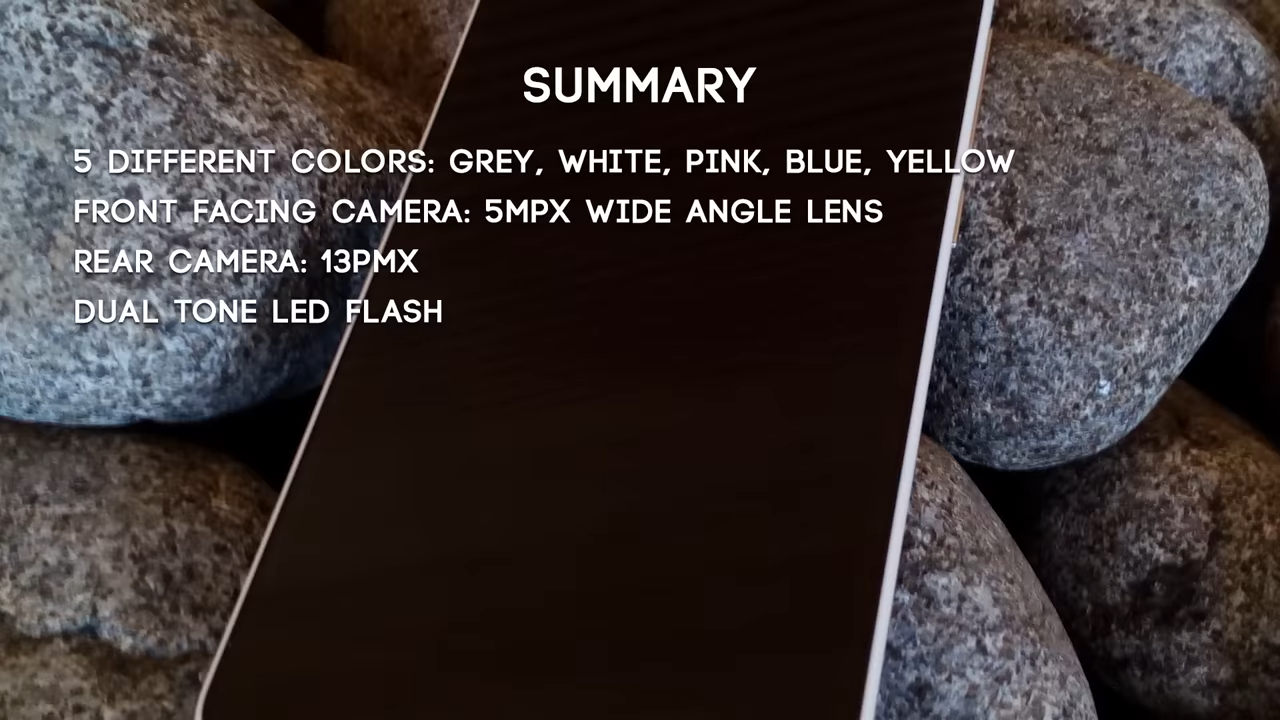 SUMMARY
5 DIFFERENT COLORS: GREY, WHITE, PINK, BLUE, YELLOW
FRONT FACING CAMERA: 5MPX WIDE ANGLE LENS
REAR CAMERA: 13PMX
DUAL TONE LED FLASH